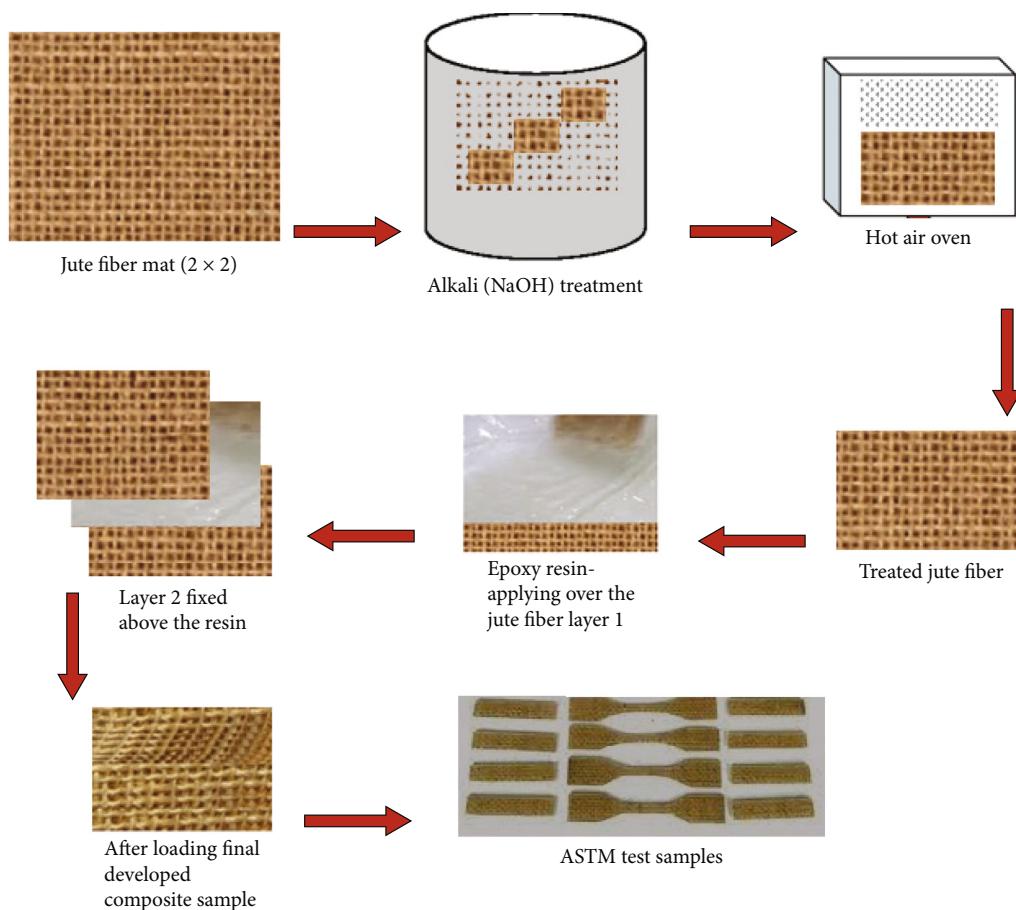 Jute fiber mat (2 × 2)
Alkali (NaOH) treatment
Hot air oven
Treated jute fiber
Epoxy resin-
applying over the
jute fiber layer 1
Layer 2 fixed
above the resin
After loading final
developed
composite sample
ASTM test samples